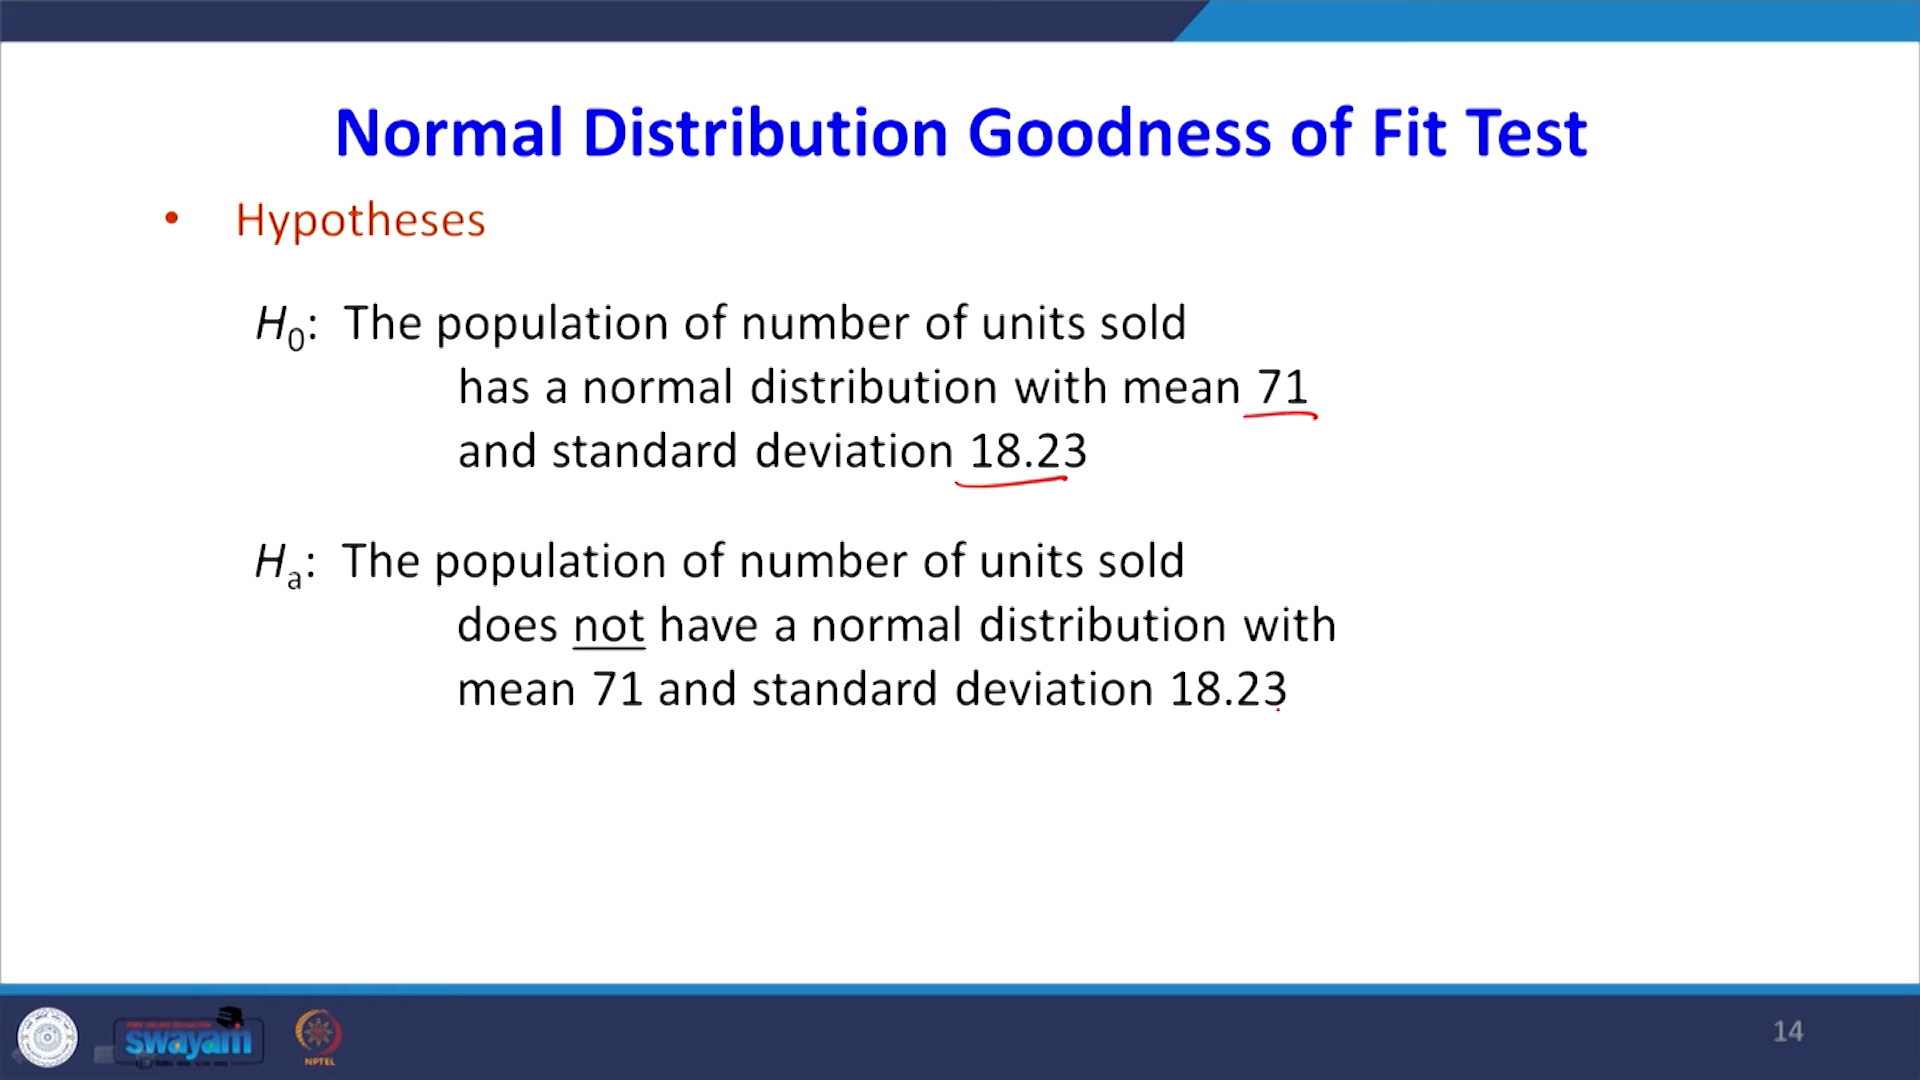 Normal Distribution Goodness of Fit Test
• Hypotheses
H₀: The population of number of units sold
has a normal distribution with mean 71
and standard deviation 18.23
Hₐ: The population of number of units sold
does not have a normal distribution with
mean 71 and standard deviation 18.23
swayam
NPTEL
14